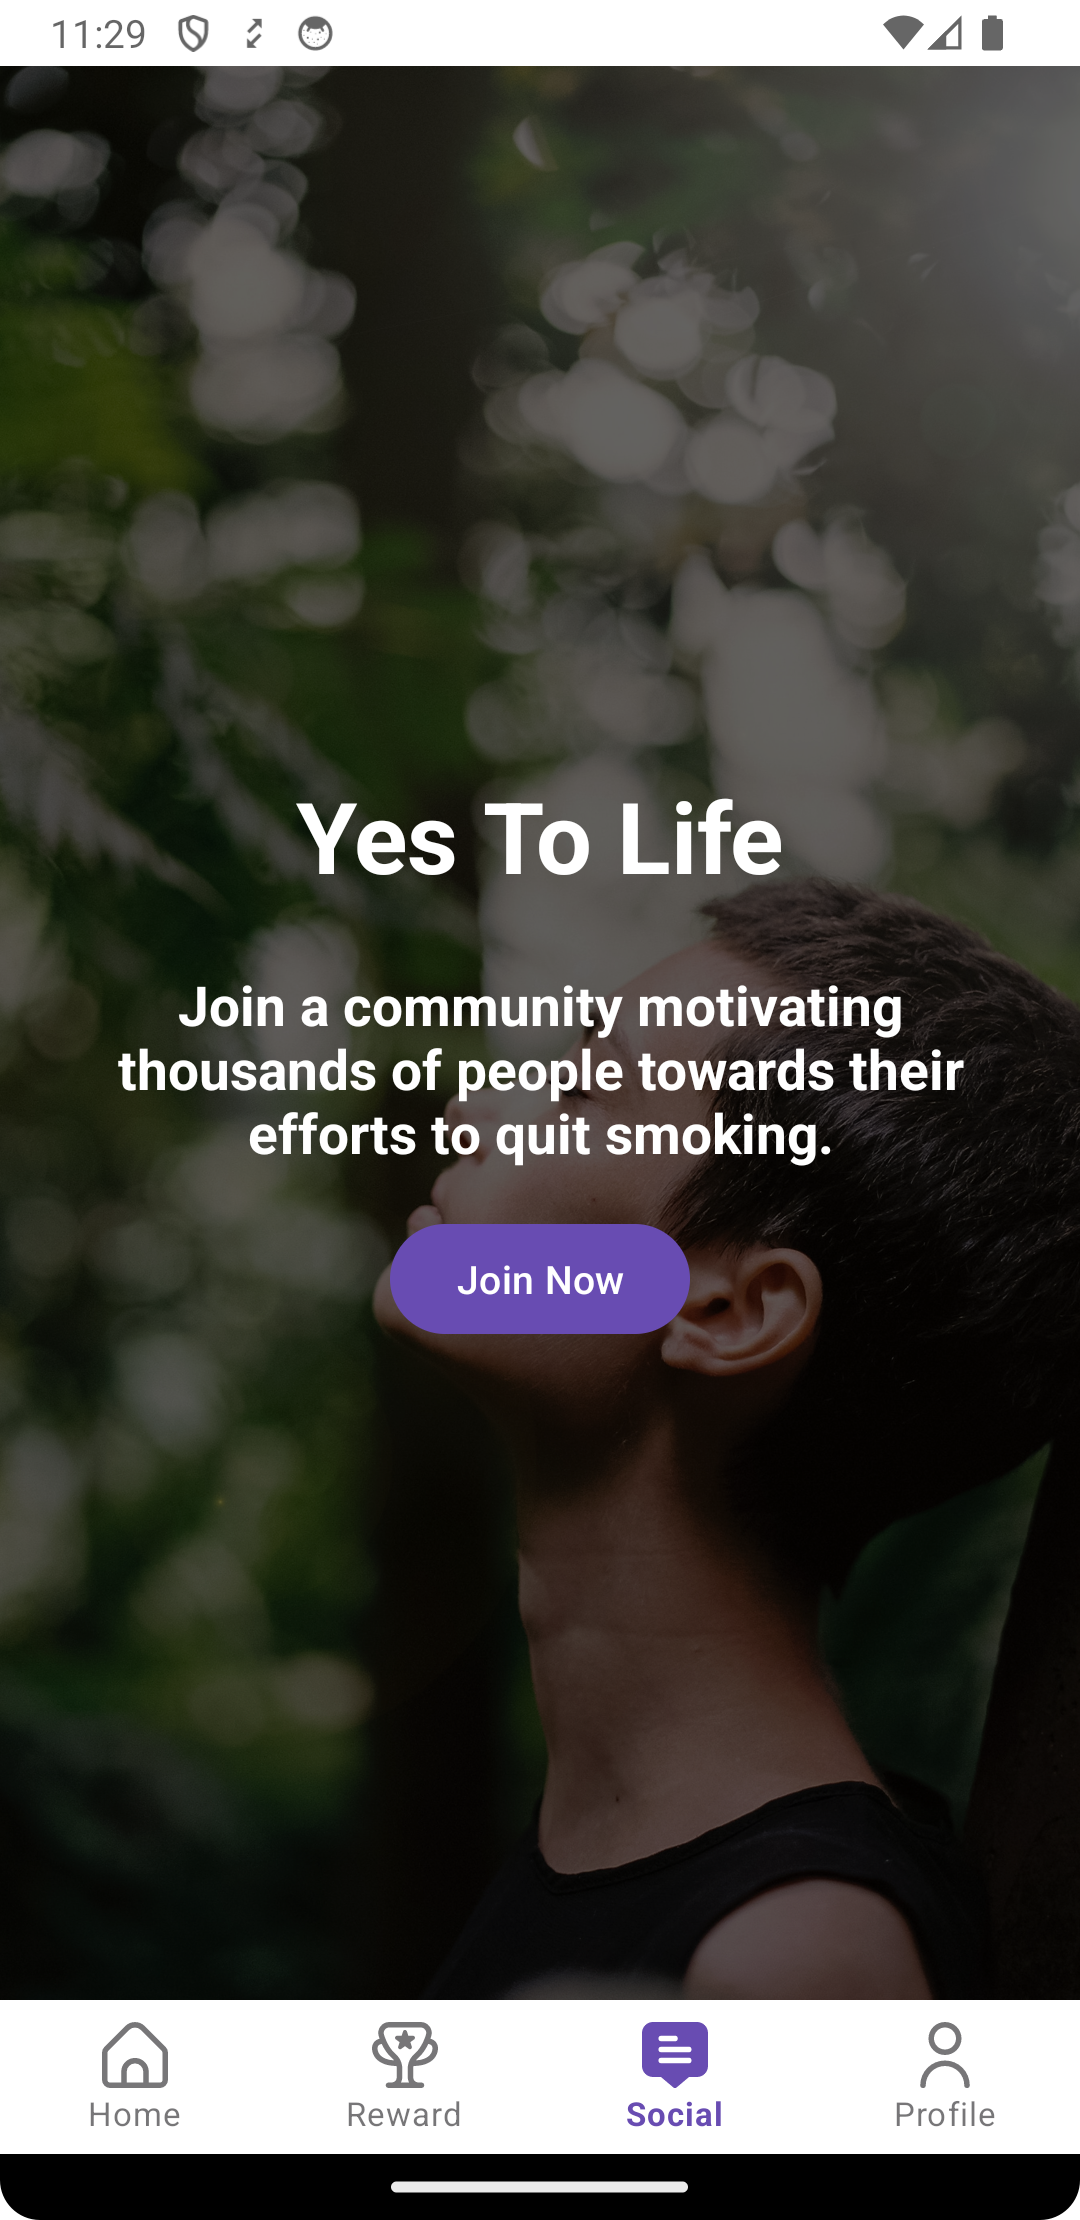 11:29
Yes To Life
Join a community motivating
thousands of people towards their
efforts to quit smoking.
Join Now
Home
Reward
Social
Profile